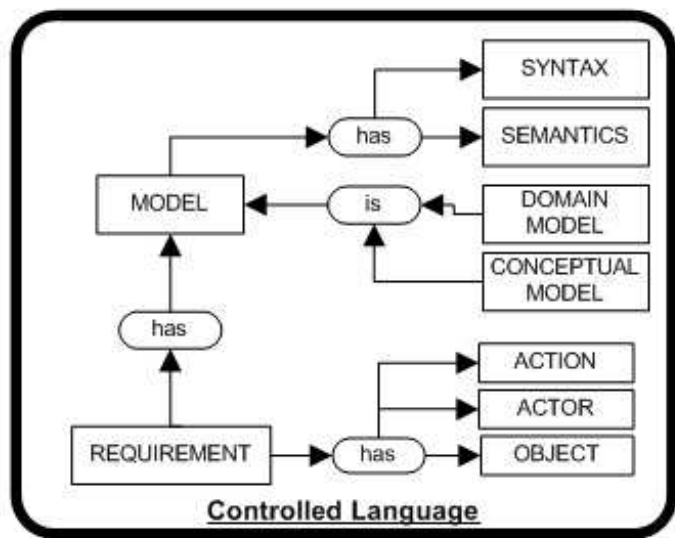 SYNTAX
has
SEMANTICS
MODEL
is
DOMAIN
MODEL
CONCEPTUAL
MODEL
has
ACTION
ACTOR
REQUIREMENT
has
OBJECT
Controlled Language